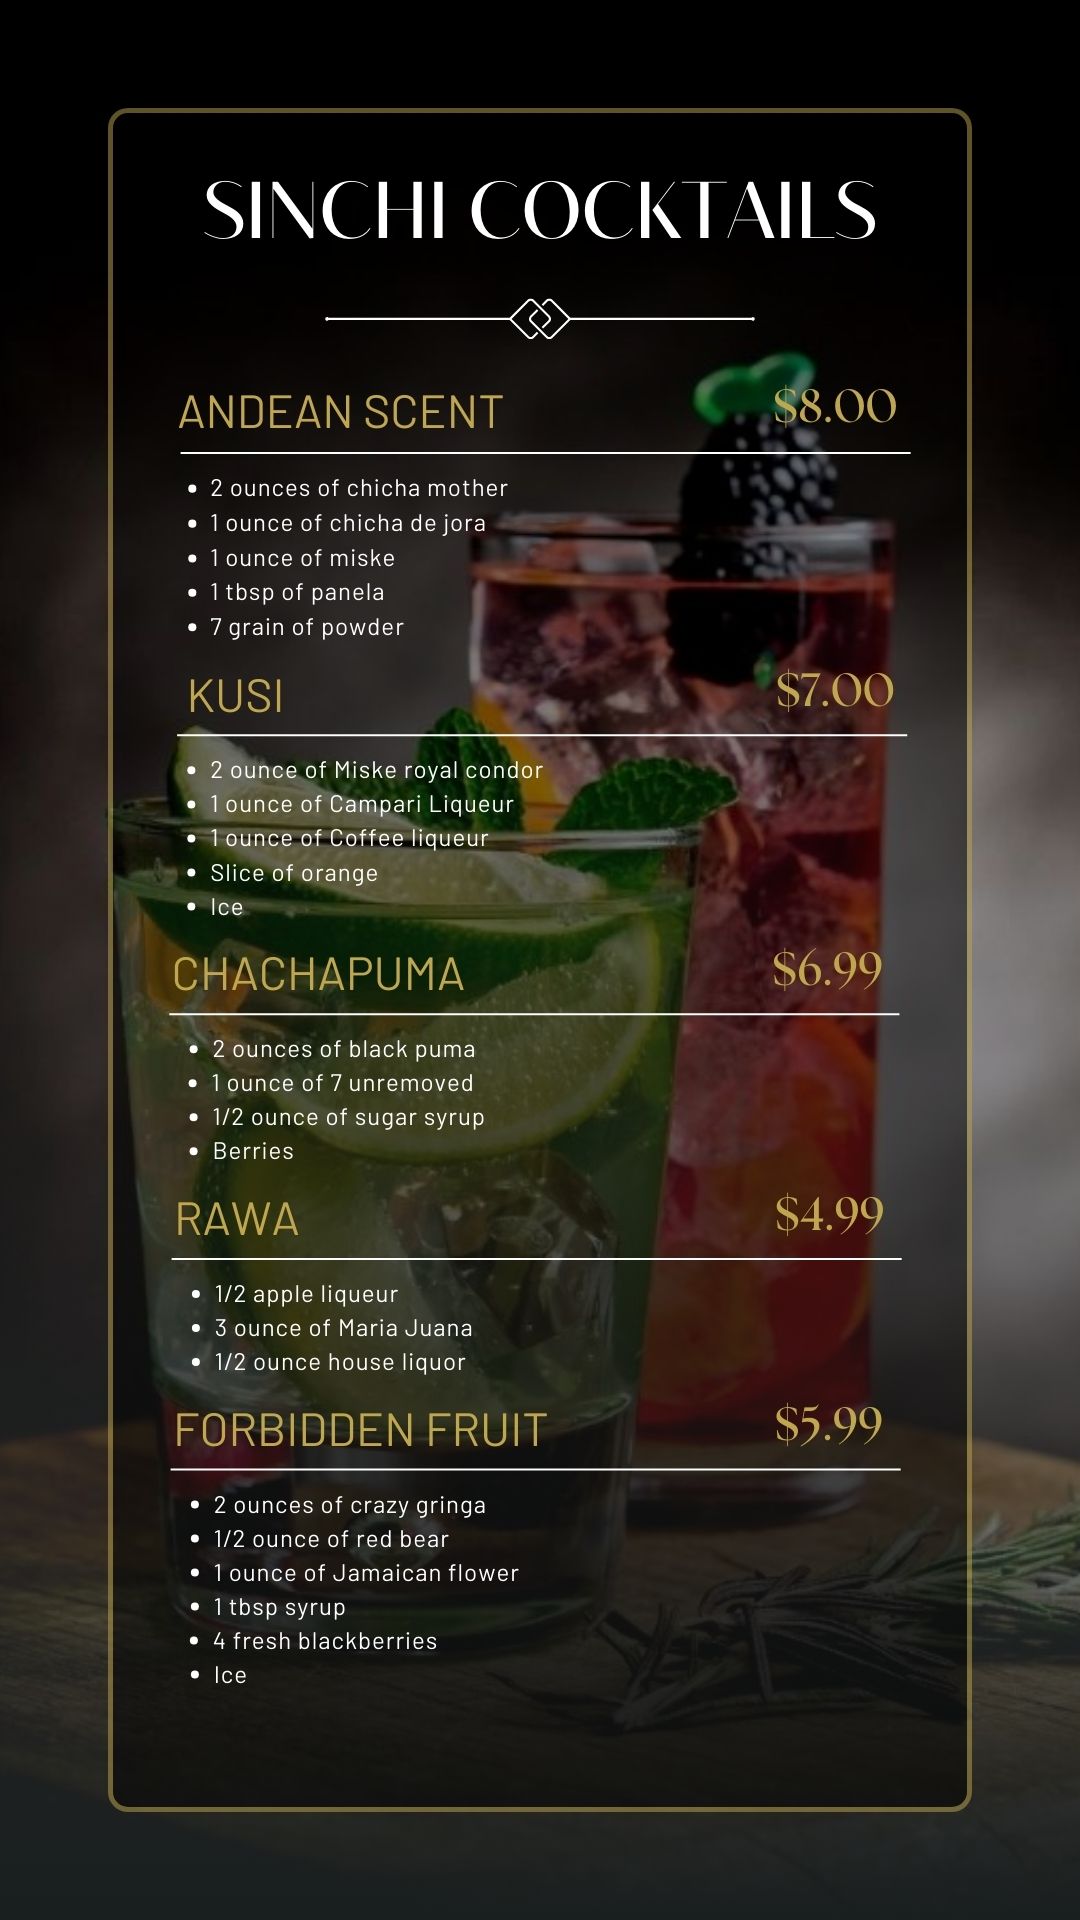 SINCHI COCKTAILS
ANDEAN SCENT $8.00
2 ounces of chicha mother
1 ounce of chicha de jora
1 ounce of miske
1 tbsp of panela
7 grain of powder
KUSI $7.00
2 ounce of Miske royal condor
1 ounce of Campari Liqueur
1 ounce of Coffee liqueur
Slice of orange
Ice
CHACHAPUMA $6.99
2 ounces of black puma
1 ounce of 7 unremoved
1/2 ounce of sugar syrup
Berries
RAWA $4.99
1/2 apple liqueur
3 ounce of Maria Juana
1/2 ounce house liquor
FORBIDDEN FRUIT $5.99
2 ounces of crazy gringa
1/2 ounce of red bear
1 ounce of Jamaican flower
1 tbsp syrup
4 fresh blackberries
Ice